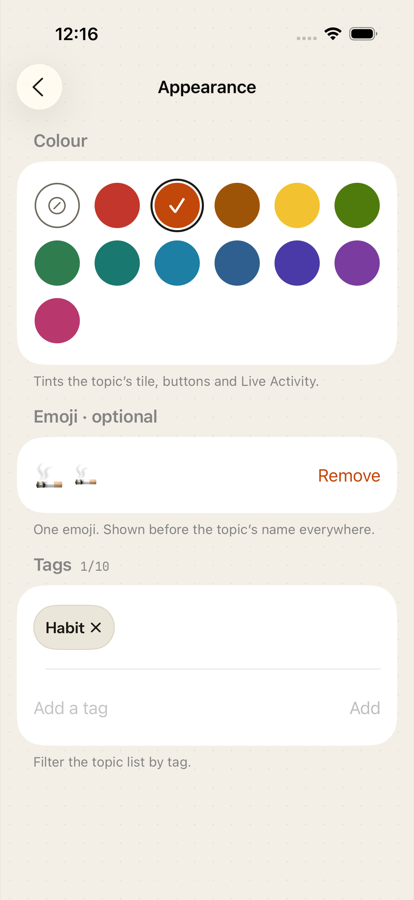 12:16
Appearance
Colour
Tints the topic’s tile, buttons and Live Activity.
Emoji · optional
🚬 🚬 Remove
One emoji. Shown before the topic’s name everywhere.
Tags 1/10
Habit ×
Add a tag Add
Filter the topic list by tag.